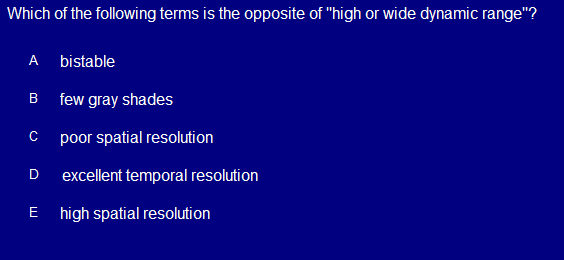 Which of the following terms is the opposite of "high or wide dynamic range"?
A bistable
B few gray shades
C poor spatial resolution
D excellent temporal resolution
E high spatial resolution